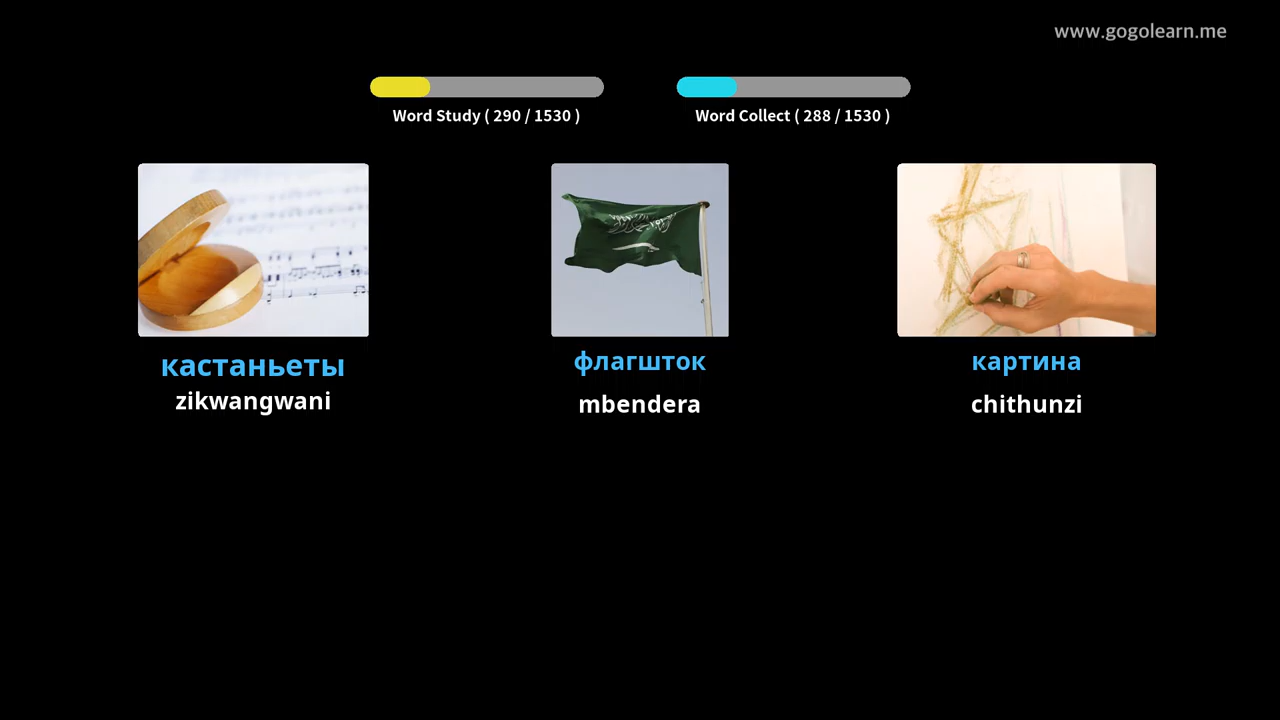 www.gogolearn.me
Word Study ( 290 / 1530 )
Word Collect ( 288 / 1530 )
кастаньеты
zikwangwani
флагшток
mbendera
картина
chithunzi